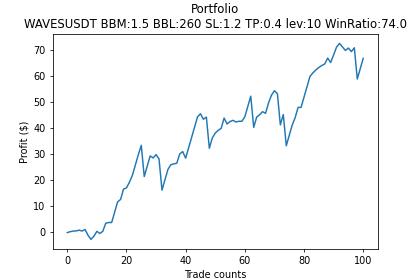 Portfolio
WAVESUSDT BBM:1.5 BBL:260 SL:1.2 TP:0.4 lev:10 WinRatio:74.0
Profit ($)
70
60
50
40
30
20
10
0
0 20 40 60 80 100
Trade counts